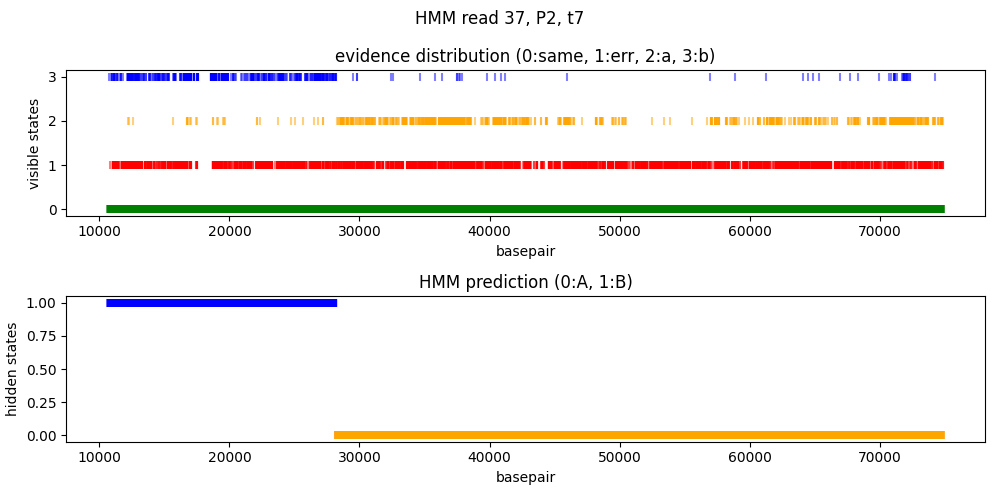 HMM read 37, P2, t7
evidence distribution (0:same, 1:err, 2:a, 3:b)
visible states
3
2
1
0
10000 20000 30000 40000 50000 60000 70000
basepair
HMM prediction (0:A, 1:B)
hidden states
1.00
0.75
0.50
0.25
0.00
10000 20000 30000 40000 50000 60000 70000
basepair